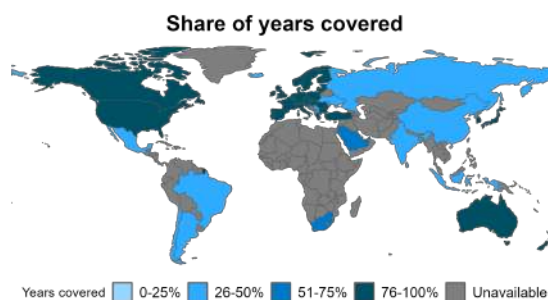 Share of years covered
Years covered 0-25% 26-50% 51-75% 76-100% Unavailable